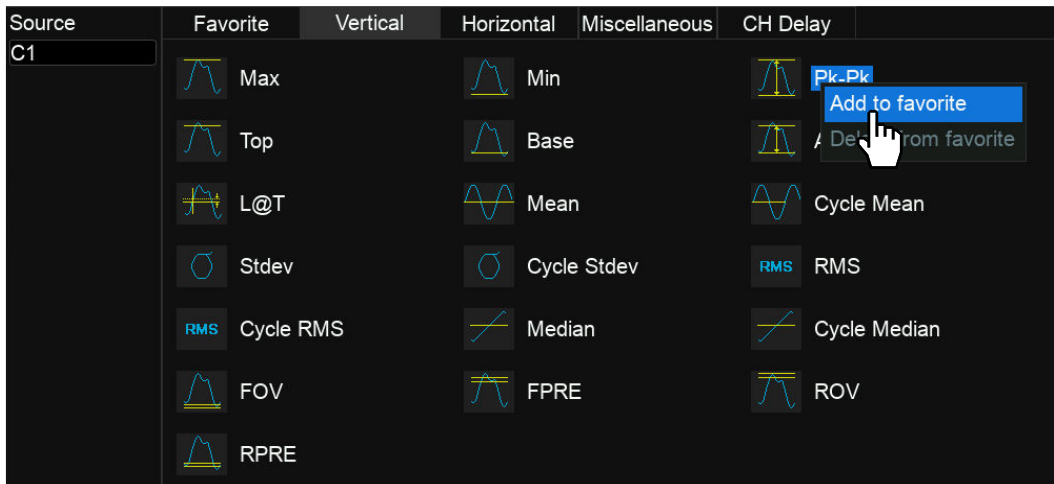 Source
Favorite Vertical Horizontal Miscellaneous CH Delay
C1
Max Min Pk-Pk
Add to favorite
Top Base
from favorite
L@T Mean Cycle Mean
Stdev Cycle Stdev RMS RMS
RMS Cycle RMS Median Cycle Median
FOV FPRE ROV
RPRE